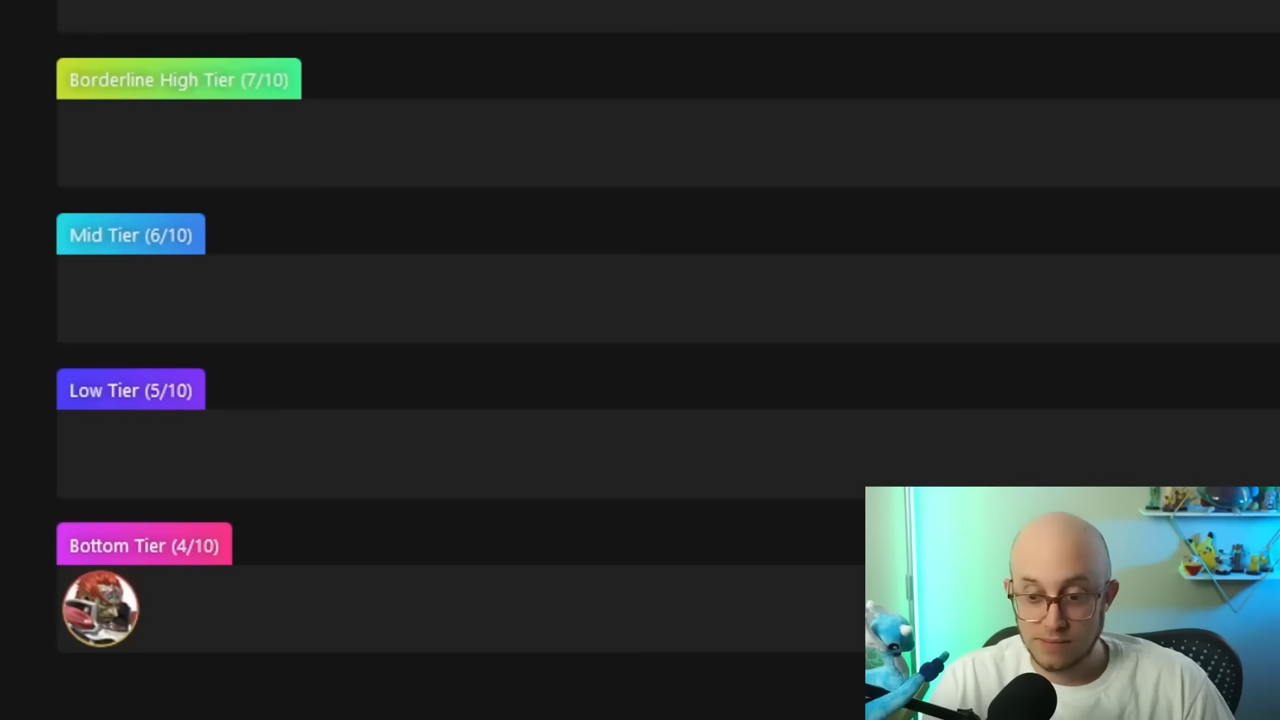 Borderline High Tier (7/10)
Mid Tier (6/10)
Low Tier (5/10)
Bottom Tier (4/10)